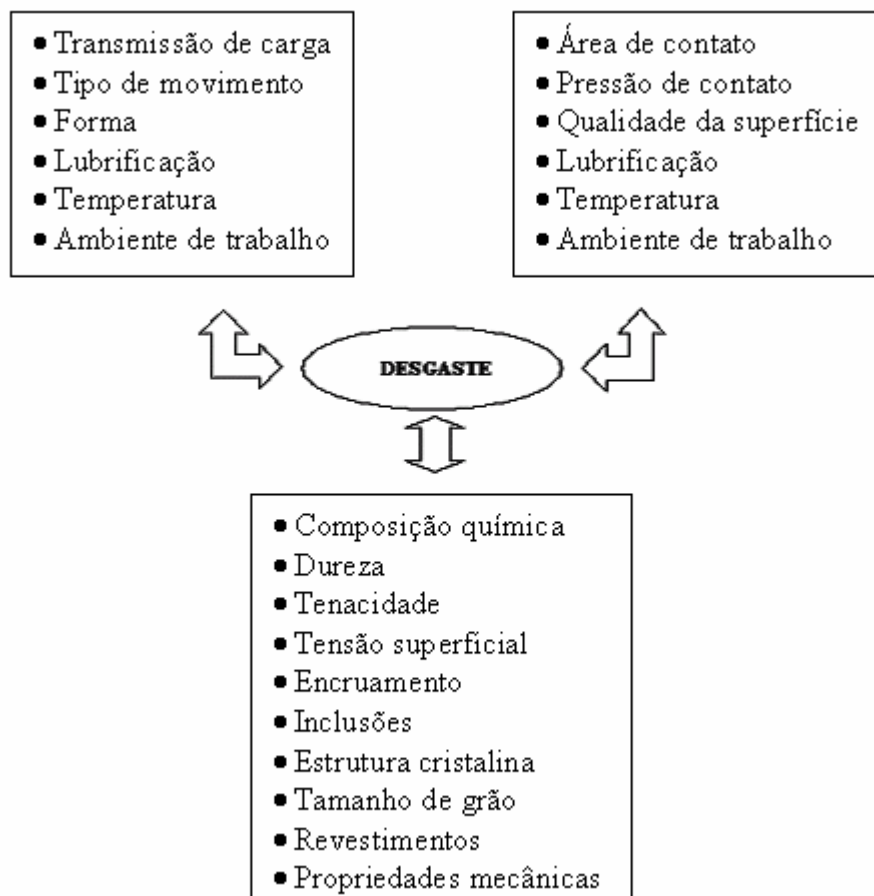 • Transmissão de carga
• Tipo de movimento
• Forma
• Lubrificação
• Temperatura
• Ambiente de trabalho
• Área de contato
• Pressão de contato
• Qualidade da superfície
• Lubrificação
• Temperatura
• Ambiente de trabalho
DESGASTE
• Composição química
• Dureza
• Tenacidade
• Tensão superficial
• Encruamento
• Inclusões
• Estrutura cristalina
• Tamanho de grão
• Revestimentos
• Propriedades mecânicas